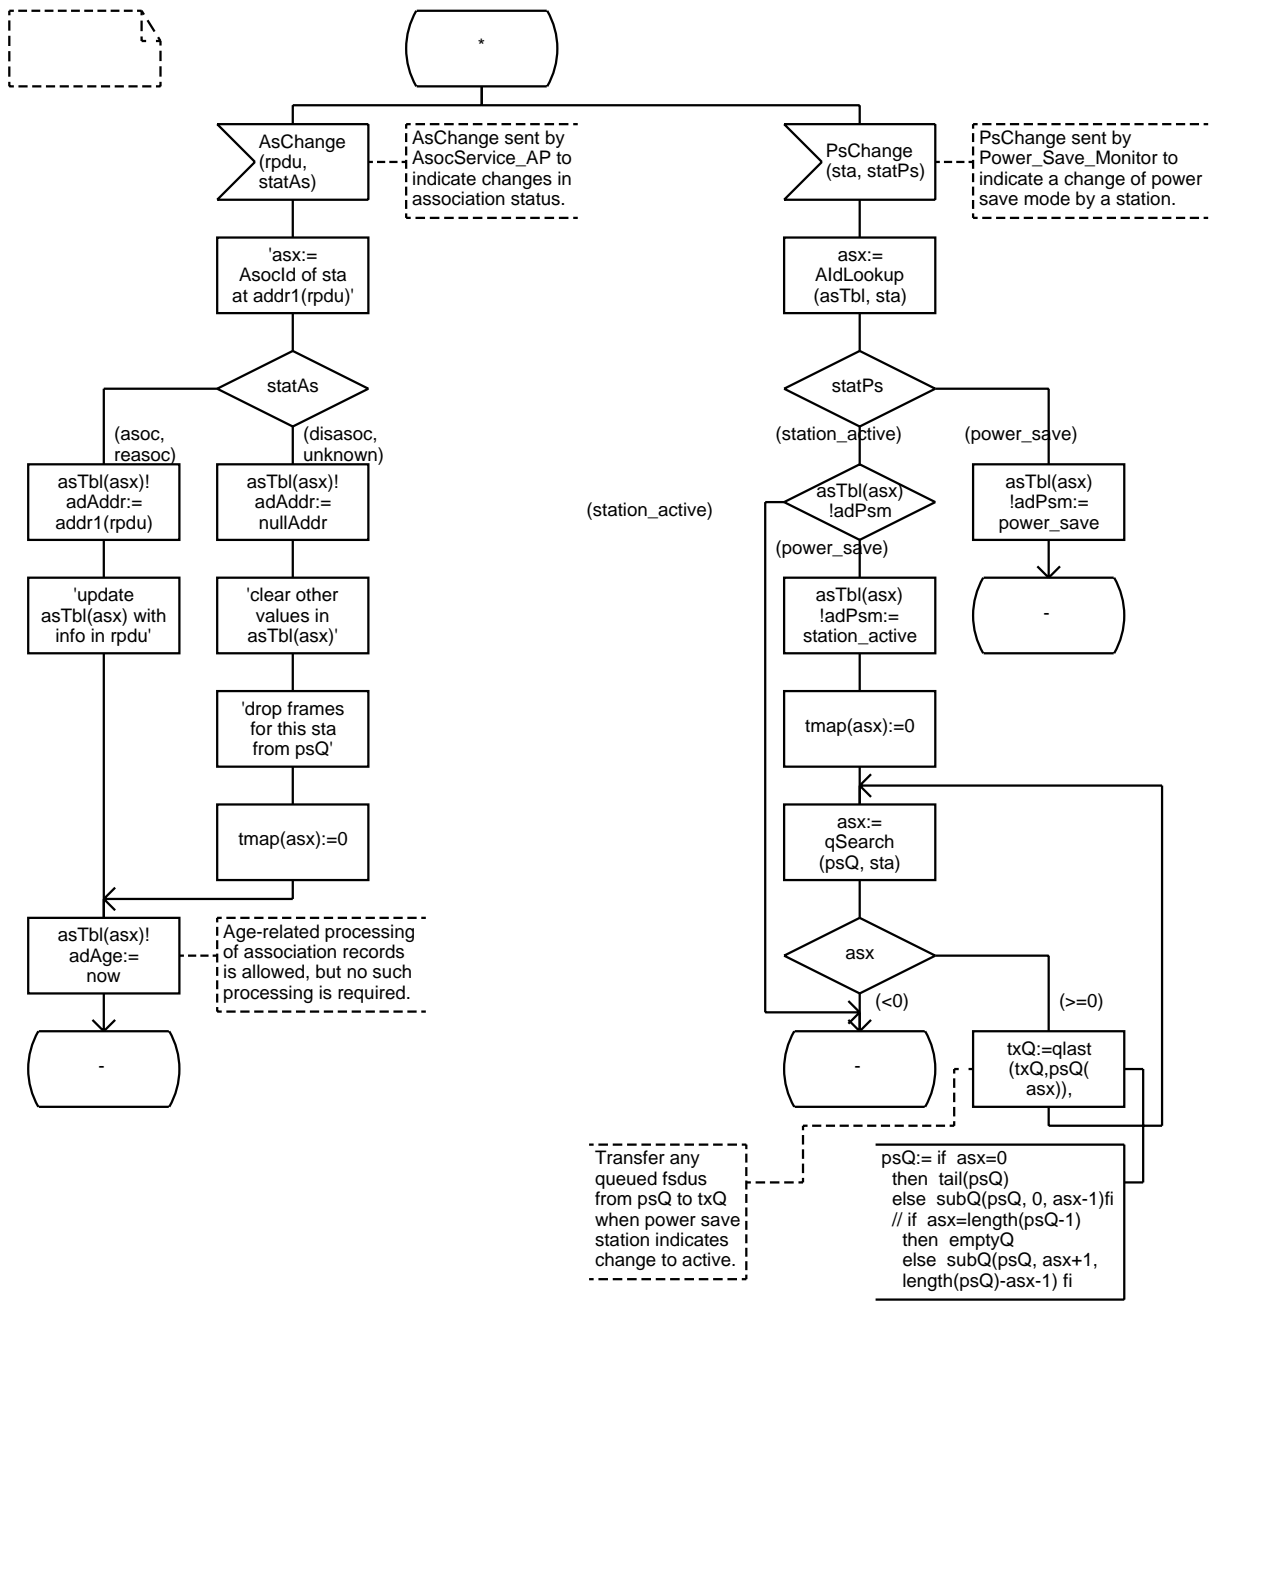 *
AsChange
(rpdu,
statAs)
AsChange sent by
AsocService_AP to
indicate changes in
association status.
PsChange
(sta, statPs)
PsChange sent by
Power_Save_Monitor to
indicate a change of power
save mode by a station.
'asx:=
AsocId of sta
at addr1(rpdu)'
asx:=
AIdLookup
(asTbl, sta)
statAs
statPs
(asoc,
reasoc)
(disasoc,
unknown)
(station_active)
(power_save)
asTbl(asx)!
adAddr:=
addr1(rpdu)
asTbl(asx)!
adAddr:=
nullAddr
(station_active)
asTbl(asx)
!adPsm
asTbl(asx)
!adPsm:=
power_save
(power_save)
'update
asTbl(asx) with
info in rpdu'
'clear other
values in
asTbl(asx)'
asTbl(asx)
!adPsm:=
station_active
-
'drop frames
for this sta
from psQ'
tmap(asx):=0
tmap(asx):=0
asx:=
qSearch
(psQ, sta)
asTbl(asx)!
adAge:=
now
Age-related processing
of association records
is allowed, but no such
processing is required.
asx
(<0)
(>=0)
-
-
txQ:=qlast
(txQ,psQ(
asx)),
Transfer any
queued fsdus
from psQ to txQ
when power save
station indicates
change to active.
psQ:= if asx=0
then tail(psQ)
else subQ(psQ, 0, asx-1)fi
// if asx=length(psQ-1)
then emptyQ
else subQ(psQ, asx+1,
length(psQ)-asx-1) fi